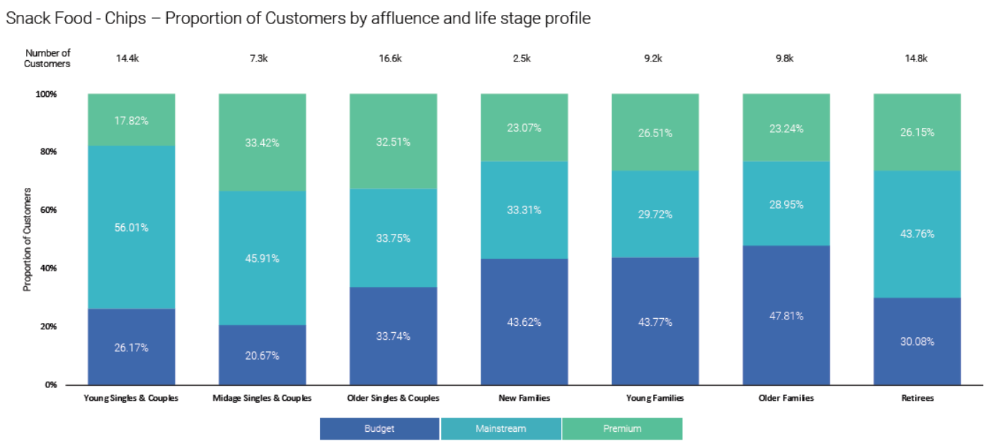 Snack Food - Chips – Proportion of Customers by affluence and life stage profile
Number of
Customers
14.4k 7.3k 16.6k 2.5k 9.2k 9.8k 14.8k
100%
17.82% 33.42% 32.51% 23.07% 26.51% 23.24% 26.15%
80%
60%
56.01% 45.91% 33.75% 33.31% 29.72% 28.95% 43.76%
Proportion of Customers
40%
20%
26.17% 20.67% 33.74% 43.62% 43.77% 47.81% 30.08%
0%
Young Singles & Couples Midage Singles & Couples Older Singles & Couples New Families Young Families Older Families Retirees
Budget Mainstream Premium